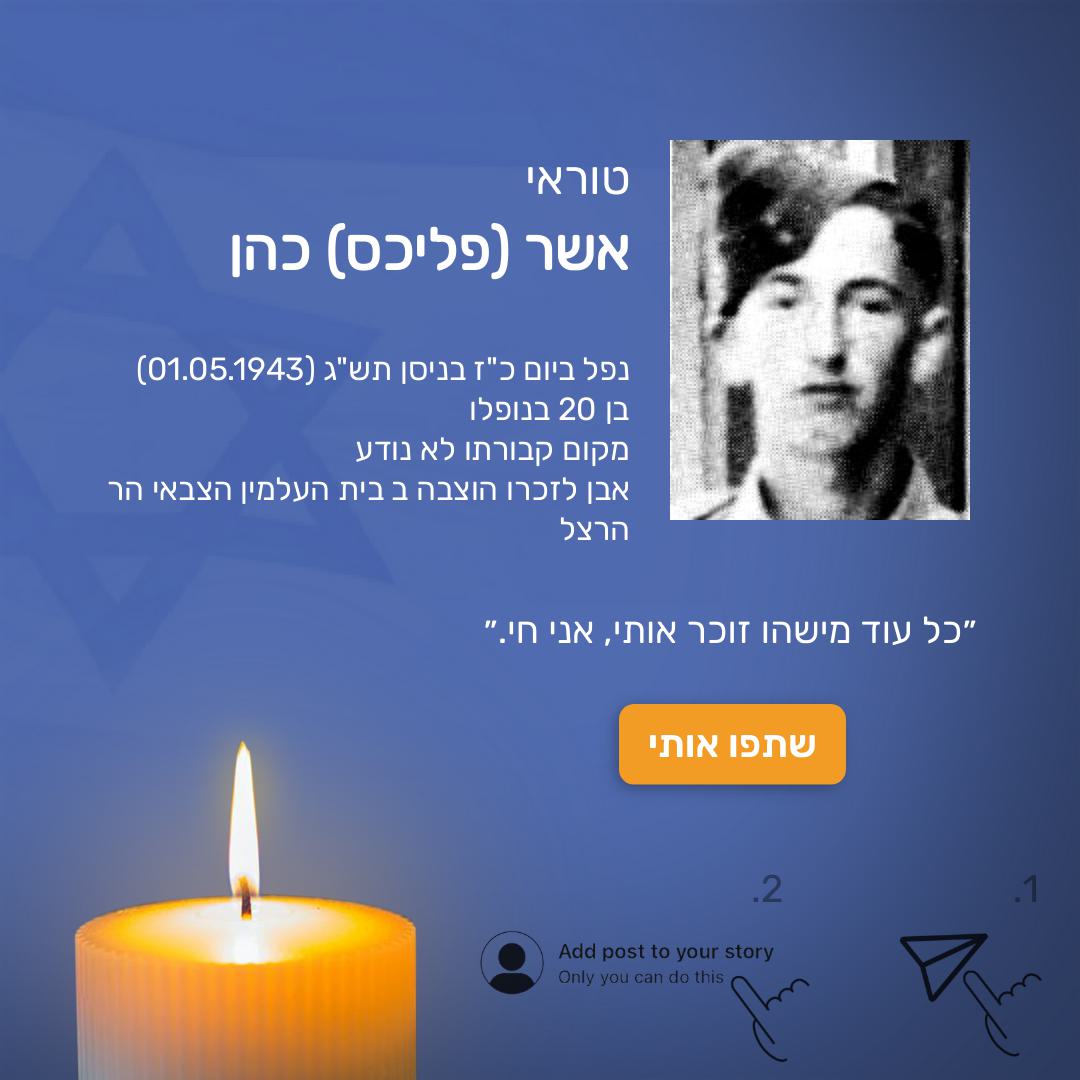 טוראי
אשר (פליכס) כהן
נפל ביום כ"ז בניסן תש"ג (01.05.1943)
בן 20 בנופלו
מקום קבורתו לא נודע
אבן לזכרו הוצבה ב בית העלמין הצבאי הר
הרצל
״כל עוד מישהו זוכר אותי, אני חי.״
שתפו אותי
1.
2.
Add post to your story
Only you can do this